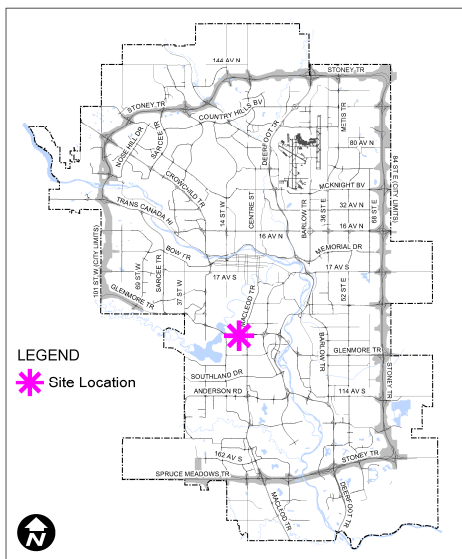 144 AV N
STONEY TR
STONEY TR
COUNTRY HILLS BV
SARCEE TR
NOSE HILL DR
DEERFOOT TR
METIS TR
80 AV N
84 ST E (CITY LIMITS)
CROWCHILD TR
MCKNIGHT BV
TRANS CANADA HI
14 ST W
CENTRE ST
BARLOW TR
36 ST E
32 AV N
68 ST E
16 AV N
16 AV N
101 ST W (CITY LIMITS)
69 ST W
SARCEE TR
BOW TR
MEMORIAL DR
37 ST W
17 AV S
17 AV S
52 ST E
GLENMORE TR
MACLEOD TR
BARLOW TR
GLENMORE TR
LEGEND
Site Location
SOUTHLAND DR
ANDERSON RD
114 AV S
STONEY TR
162 AV S
STONEY TR
SPRUCE MEADOWS TR
MACLEOD TR
DEERFOOT TR
N